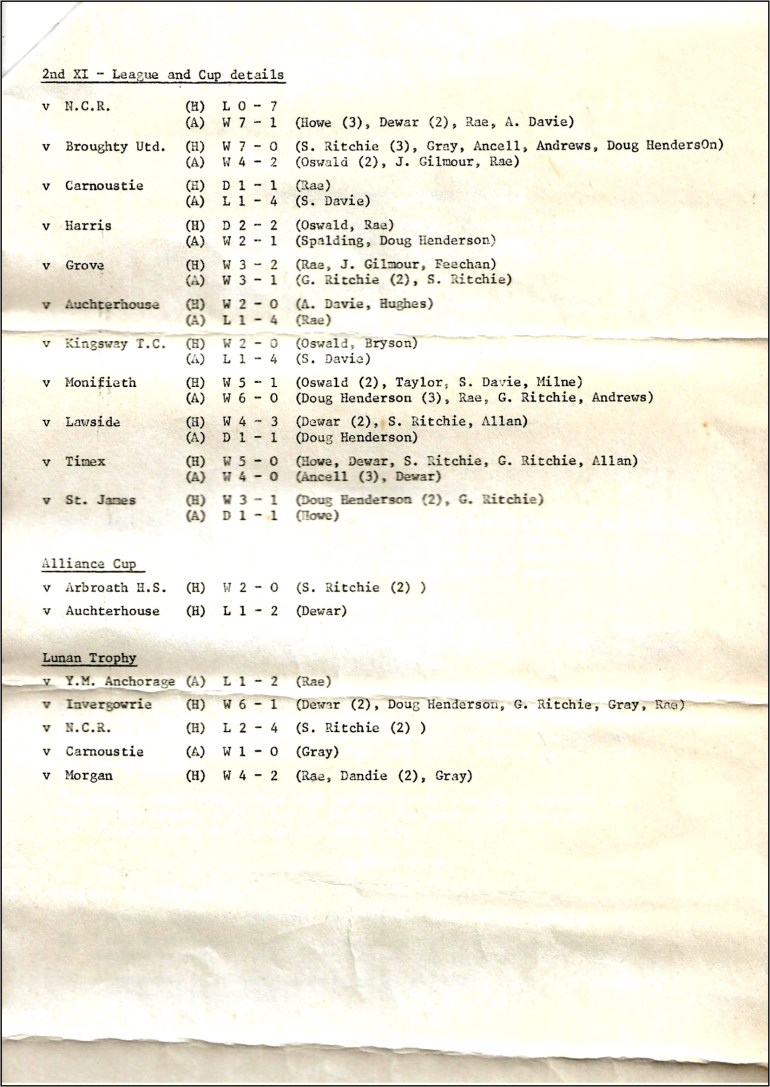 2nd XI - League and Cup details
v N.C.R. (H) L 0 - 7
(A) W 7 - 1 (Howe (3), Dewar (2), Rae, A. Davie)
v Broughty Utd. (H) W 7 - 0 (S. Ritchie (3), Gray, Ancell, Andrews, Doug HendersOn)
(A) W 4 - 2 (Oswald (2), J. Gilmour, Rae)
v Carnoustie (H) D 1 - 1 (Rae)
(A) L 1 - 4 (S. Davie)
v Harris (H) D 2 - 2 (Oswald, Rae)
(A) W 2 - 1 (Spalding, Doug Henderson)
v Grove (H) W 3 - 2 (Rae, J. Gilmour, Feechan)
(A) W 3 - 1 (G. Ritchie (2), S. Ritchie)
v Auchterhouse (H) W 2 - 0 (A. Davie, Hughes)
(A) L 1 - 4 (Rae)
v Kingsway T.C. (H) W 2 - 0 (Oswald, Bryson)
(A) L 1 - 4 (S. Davie)
v Monifieth (H) W 5 - 1 (Oswald (2), Taylor, S. Davie, Milne)
(A) W 6 - 0 (Doug Henderson (3), Rae, G. Ritchie, Andrews)
v Lawside (H) W 4 - 3 (Dewar (2), S. Ritchie, Allan)
(A) D 1 - 1 (Doug Henderson)
v Timex (H) W 5 - 0 (Howe, Dewar, S. Ritchie, G. Ritchie, Allan)
(A) W 4 - 0 (Ancell (3), Dewar)
v St. James (H) W 3 - 1 (Doug Henderson (2), G. Ritchie)
(A) D 1 - 1 (Howe)
Alliance Cup
v Arbroath H.S. (H) W 2 - 0 (S. Ritchie (2) )
v Auchterhouse (H) L 1 - 2 (Dewar)
Lunan Trophy
v Y.M. Anchorage (A) L 1 - 2 (Rae)
v Invergowrie (H) W 6 - 1 (Dewar (2), Doug Henderson, G. Ritchie, Gray, Rae)
v N.C.R. (H) L 2 - 4 (S. Ritchie (2) )
v Carnoustie (A) W 1 - 0 (Gray)
v Morgan (H) W 4 - 2 (Rae, Dandie (2), Gray)